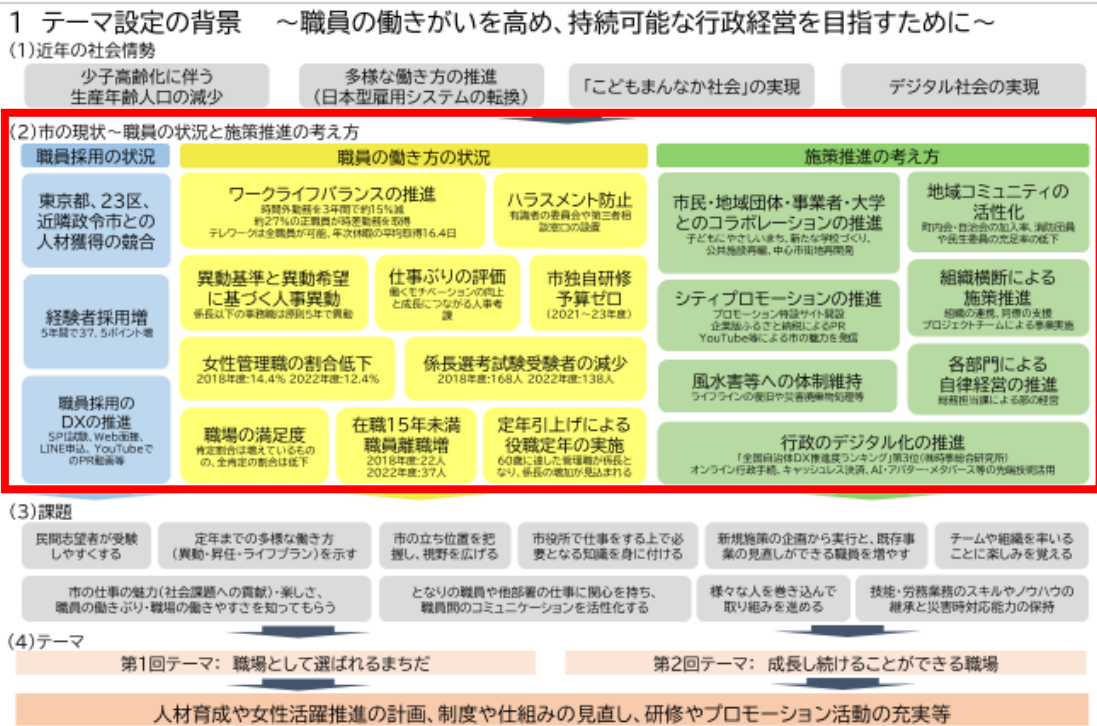 1 テーマ設定の背景 ～職員の働きがいを高め、持続可能な行政経営を目指すために～
(1)近年の社会情勢
少子高齢化に伴う
生産年齢人口の減少
多様な働き方の推進
(日本型雇用システムの転換)
「こどもまんなか社会」の実現
デジタル社会の実現
(2)市の現状～職員の状況と施策推進の考え方
職員採用の状況
東京都、23区、
近隣政令市との
人材獲得の競合
経験者採用増
5年間で37.5ポイント増
職員採用の
DXの推進
SPI試験、Web面接、
LINE申込、YouTubeで
のPR動画等
職員の働き方の状況
ワークライフバランスの推進
時間外勤務を3年間で約15%減
約27%の正職員が時差勤務を取得
テレワークは全職員が可能、年次休暇の平均取得16.4日
ハラスメント防止
有識者の委員会や第三者相
談窓口の設置
異動基準と異動希望
に基づく人事異動
係長以下の事務職は原則5年で異動
仕事ぶりの評価
働くモチベーションの向上
と成長につながる人事考
課
市独自研修
予算ゼロ
(2021～23年度)
女性管理職の割合低下
2018年度:14.4% 2022年度:12.4%
係長選考試験受験者の減少
2018年度:168人 2022年度:138人
職場の満足度
肯定割合は増えているもの
の、全肯定の割合は低下
在職15年未満
職員離職増
2018年度:22人
2022年度:37人
定年引上げによる
役職定年の実施
60歳に達した管理職が係長と
なり、係長の増加が見込まれる
施策推進の考え方
市民・地域団体・事業者・大学
とのコラボレーションの推進
子どもにやさしいまち、新たな学校づくり、
公共施設再編、中心市街地再開発
地域コミュニティの
活性化
町内会・自治会の加入率、消防団員
や民生委員の充足率の低下
シティプロモーションの推進
プロモーション特設サイト開設
企業版ふるさと納税によるPR
YouTube等による市の魅力を発信
組織横断による
施策推進
組織の連携、同僚の支援
プロジェクトチームによる事業実施
風水害等への体制維持
ライフラインの復旧や災害廃棄物処理等
各部門による
自律経営の推進
総務担当課による部の経営
行政のデジタル化の推進
「全国自治体DX推進度ランキング」第3位(㈱時事総合研究所)
オンライン行政手続、キャッシュレス決済、AI・アバター・メタバース等の先端技術活用
(3)課題
民間志望者が受験
しやすくする
定年までの多様な働き方
(異動・昇任・ライフプラン)を示す
市の立ち位置を把
握し、視野を広げる
市役所で仕事をする上で必
要となる知識を身に付ける
新規施策の企画から実行と、既存事
業の見直しができる職員を増やす
チームや組織を率いる
ことに楽しみを覚える
市の仕事の魅力(社会課題への貢献)・楽しさ、
職員の働きぶり・職場の働きやすさを知ってもらう
となりの職員や他部署の仕事に関心を持ち、
職員間のコミュニケーションを活性化する
様々な人を巻き込んで
取り組みを進める
技能・労務業務のスキルやノウハウの
継承と災害時対応能力の保持
(4)テーマ
第1回テーマ: 職場として選ばれるまちだ
第2回テーマ: 成長し続けることができる職場
人材育成や女性活躍推進の計画、制度や仕組みの見直し、研修やプロモーション活動の充実等